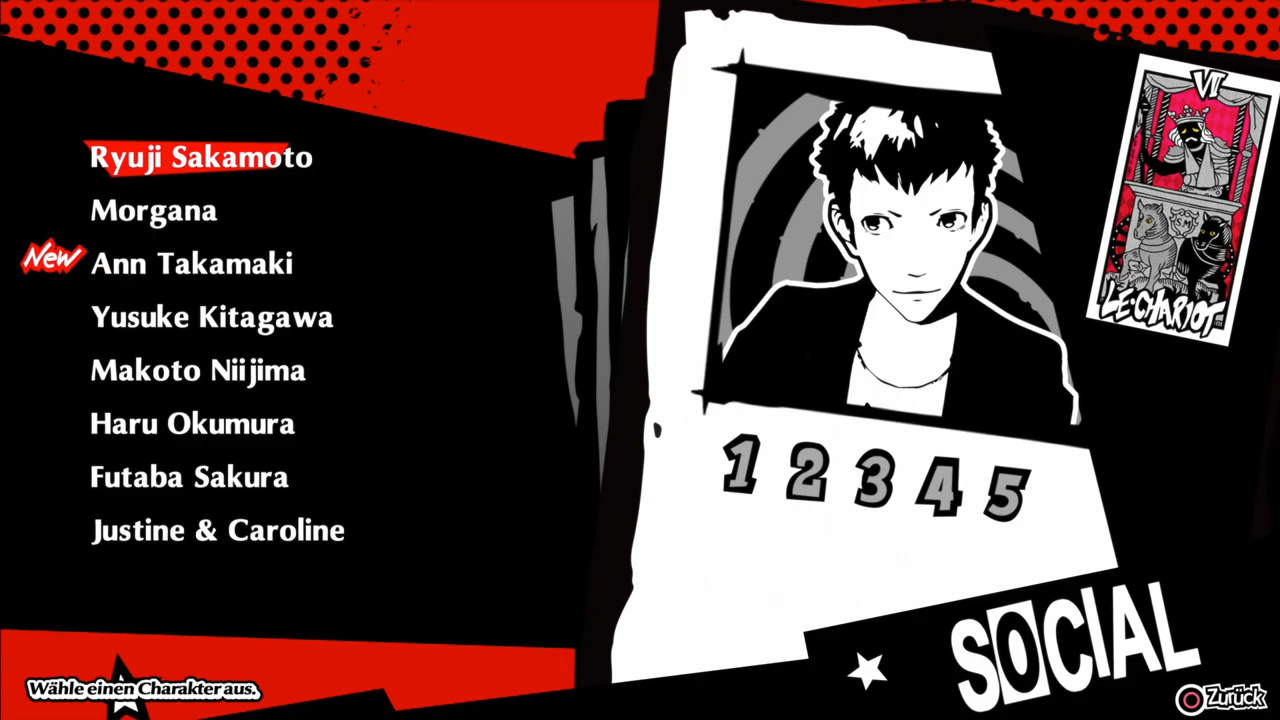 Ryuji Sakamoto
Morgana
New
Ann Takamaki
Yusuke Kitagawa
Makoto Niijima
Haru Okumura
Futaba Sakura
Justine & Caroline
VII
LE·CHARIOT
1 2 3 4 5
SOCIAL
Wähle einen Charakter aus.
Zurück